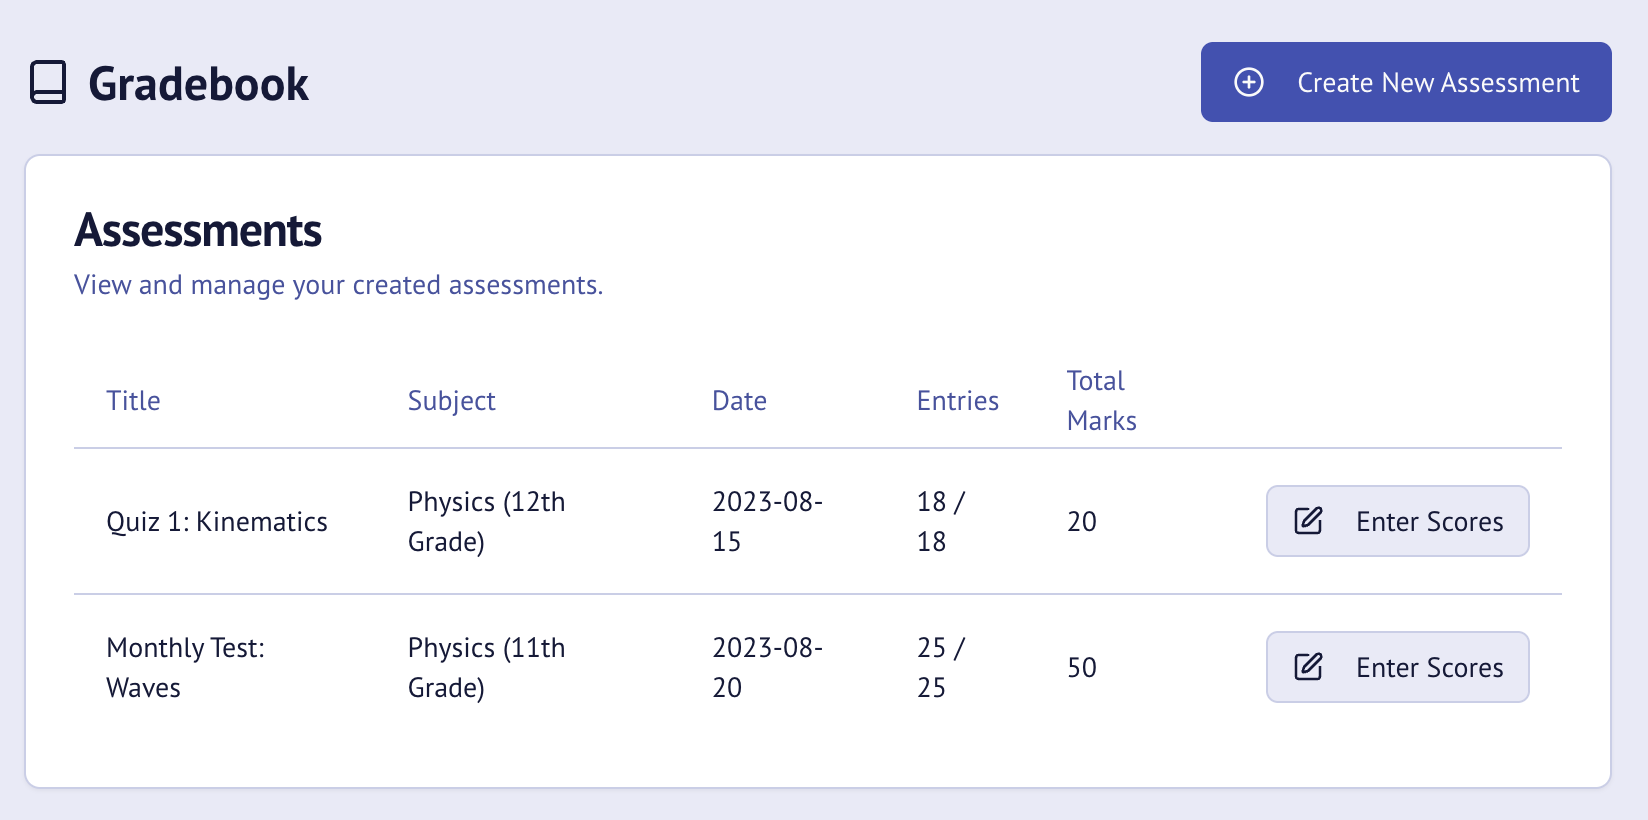 Gradebook
Create New Assessment
Assessments
View and manage your created assessments.
Title
Subject
Date
Entries
Total
Marks
Quiz 1: Kinematics
Physics (12th
Grade)
2023-08-
15
18 /
18
20
Enter Scores
Monthly Test:
Waves
Physics (11th
Grade)
2023-08-
20
25 /
25
50
Enter Scores